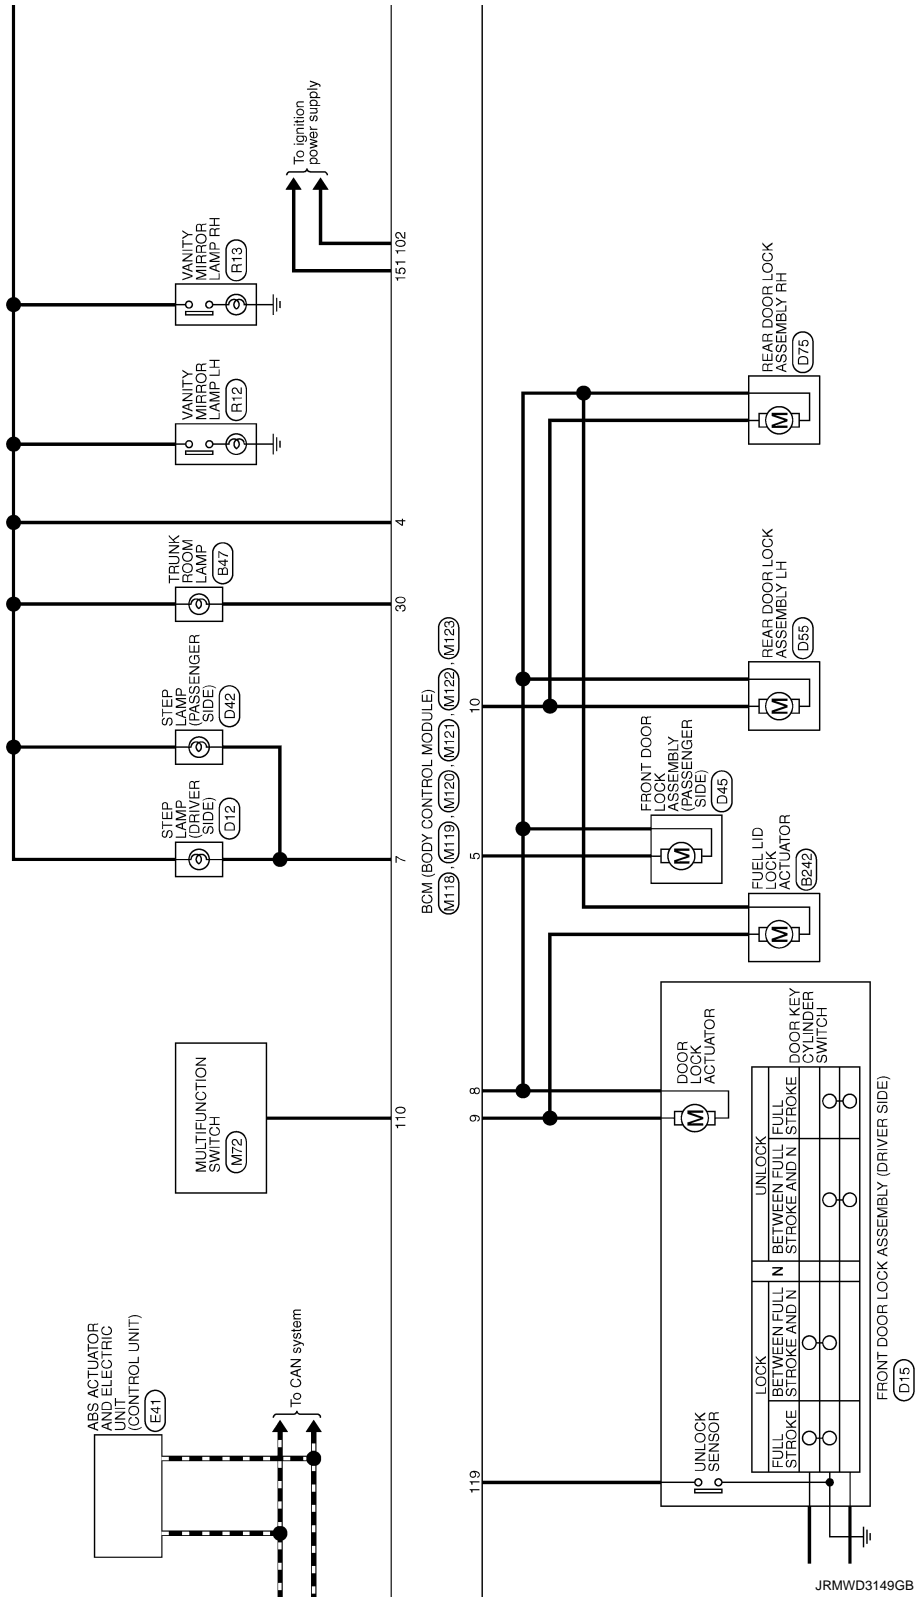 ABS ACTUATOR
AND ELECTRIC
UNIT
(CONTROL UNIT)
E41
To CAN system
MULTIFUNCTION
SWITCH
M72
STEP
LAMP
(DRIVER
SIDE)
D12
STEP
LAMP
(PASSENGER
SIDE)
D42
TRUNK
ROOM
LAMP
B47
VANITY
MIRROR
LAMP LH
R12
VANITY
MIRROR
LAMP RH
R13
To ignition
power supply
110
7
30
4
151 102
BCM (BODY CONTROL MODULE)
M118 , M119 , M120 , M121 , M122 , M123
119
9
8
5
10
UNLOCK
SENSOR
DOOR
LOCK
ACTUATOR
LOCK
N
UNLOCK
FULL
STROKE
BETWEEN FULL
STROKE AND N
BETWEEN FULL
STROKE AND N
FULL
STROKE
DOOR KEY
CYLINDER
SWITCH
M
FRONT DOOR LOCK ASSEMBLY (DRIVER SIDE)
D15
FUEL LID
LOCK
ACTUATOR
B242
M
FRONT DOOR
LOCK
ASSEMBLY
(PASSENGER
SIDE)
D45
M
REAR DOOR LOCK
ASSEMBLY LH
D55
M
REAR DOOR LOCK
ASSEMBLY RH
D75
M
JRMWD3149GB